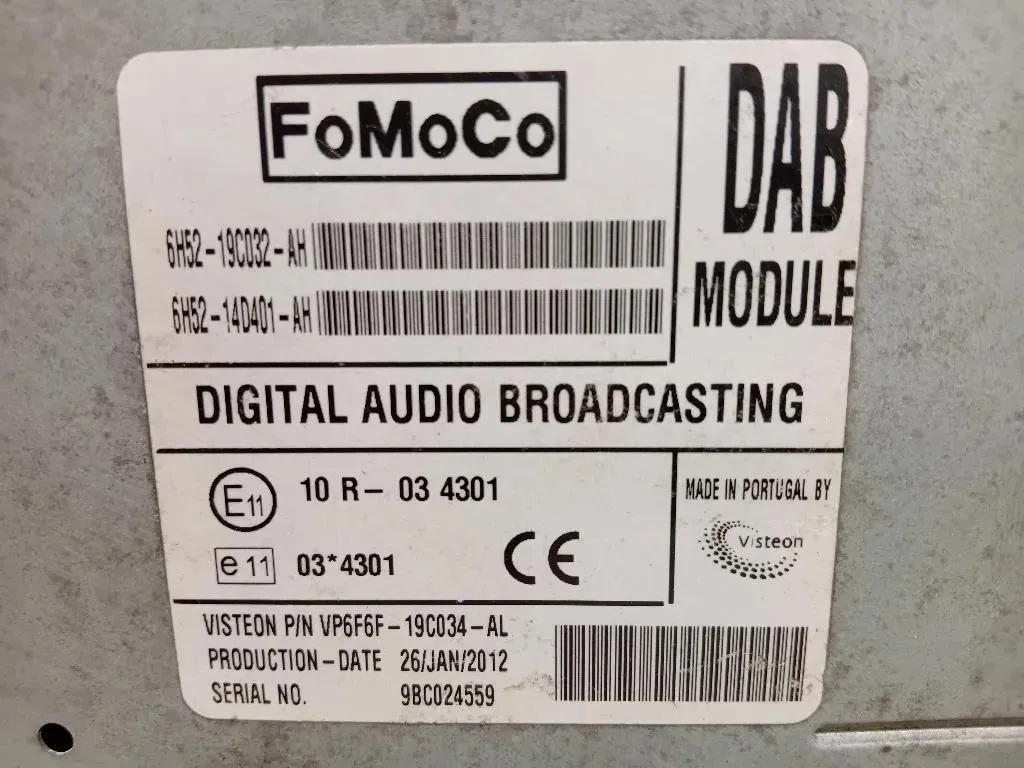 FoMoCo
DAB
MODULE
6H52-19C032-AH
6H52-14D401-AH
DIGITAL AUDIO BROADCASTING
E11 10 R-03 4301
e11 03*4301
CE
MADE IN PORTUGAL BY
Visteon
VISTEON P/N VP6F6F-19C034-AL
PRODUCTION-DATE 26/JAN/2012
SERIAL NO. 9BC024559